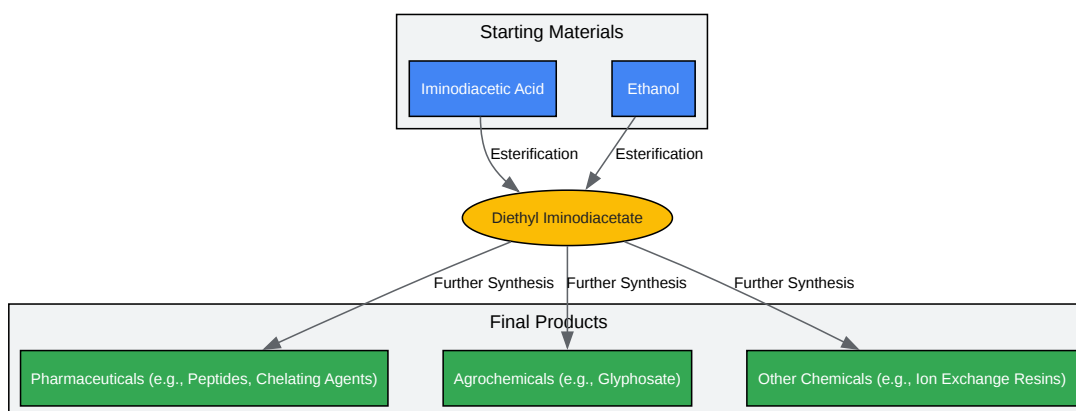 Starting Materials
Iminodiacetic Acid
Ethanol
Esterification
Esterification
Diethyl Iminodiacetate
Further Synthesis
Further Synthesis
Further Synthesis
Final Products
Pharmaceuticals (e.g., Peptides, Chelating Agents)
Agrochemicals (e.g., Glyphosate)
Other Chemicals (e.g., Ion Exchange Resins)